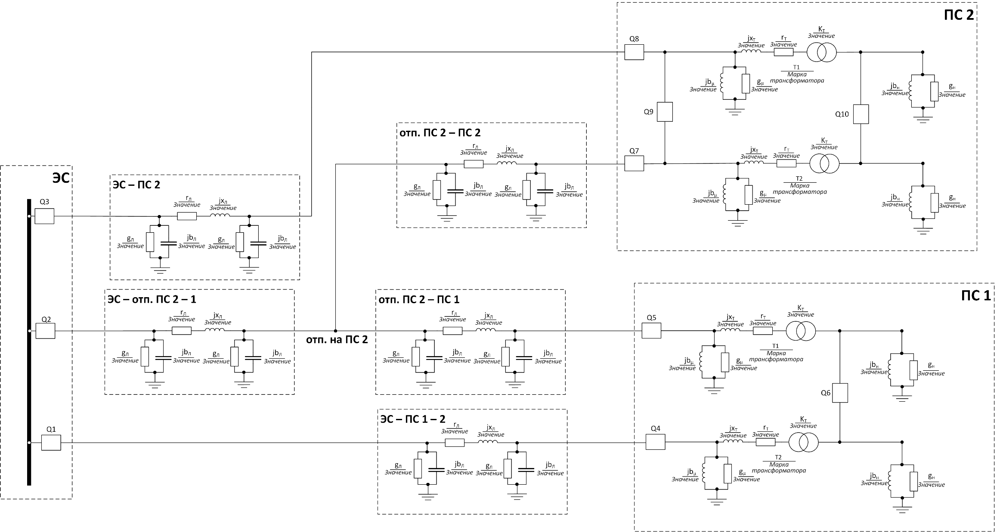 ПС 2
Q8
jxТ
Значение
rТ
Значение
KТ
Значение
T1
Марка
трансформатора
jbμ
Значение
gμ
Значение
jbн
Значение
gн
Значение
Q9
Q10
отп. ПС 2 – ПС 2
rЛ
Значение
jxЛ
Значение
gЛ
Значение
jbЛ
Значение
gЛ
Значение
jbЛ
Значение
Q7
jxТ
Значение
rТ
Значение
KТ
Значение
T2
Марка
трансформатора
jbμ
Значение
gμ
Значение
jbн
Значение
gн
Значение
ЭС
Q3
ЭС – ПС 2
rЛ
Значение
jxЛ
Значение
gЛ
Значение
jbЛ
Значение
gЛ
Значение
jbЛ
Значение
Q2
ЭС – отп. ПС 2 – 1
rЛ
Значение
jxЛ
Значение
gЛ
Значение
jbЛ
Значение
gЛ
Значение
jbЛ
Значение
отп. на ПС 2
отп. ПС 2 – ПС 1
rЛ
Значение
jxЛ
Значение
gЛ
Значение
jbЛ
Значение
gЛ
Значение
jbЛ
Значение
ПС 1
Q5
jxТ
Значение
rТ
Значение
KТ
Значение
T1
Марка
трансформатора
jbμ
Значение
gμ
Значение
jbн
Значение
gн
Значение
Q6
Q1
ЭС – ПС 1 – 2
rЛ
Значение
jxЛ
Значение
gЛ
Значение
jbЛ
Значение
gЛ
Значение
jbЛ
Значение
Q4
jxТ
Значение
rТ
Значение
KТ
Значение
T2
Марка
трансформатора
jbμ
Значение
gμ
Значение
jbн
Значение
gн
Значение